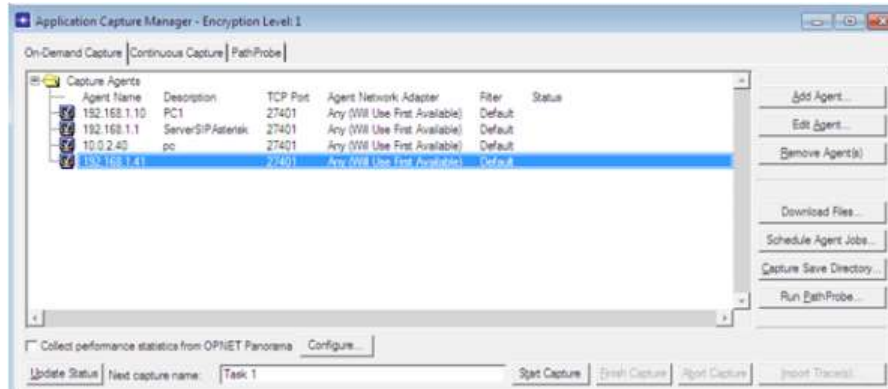 Application Capture Manager - Encryption Level: 1
On-Demand Capture Continuous Capture PathProbe
Capture Agents
Agent Name Description TCP Port Agent Network Adapter Filter Status
192.168.1.10 PC1 27401 Any (Will Use First Available) Default
192.168.1.1 ServerSIPAsterisk 27401 Any (Will Use First Available) Default
10.0.2.40 pc 27401 Any (Will Use First Available) Default
192.168.1.41 27401 Any (Will Use First Available) Default
Add Agent...
Edit Agent...
Remove Agent(s)
Download Files...
Schedule Agent Jobs...
Capture Save Directory...
Run PathProbe...
Collect performance statistics from OPNET Panorama Configure...
Update Status Next capture name: Task 1 Start Capture Finish Capture Abort Capture Import Trace(s)...